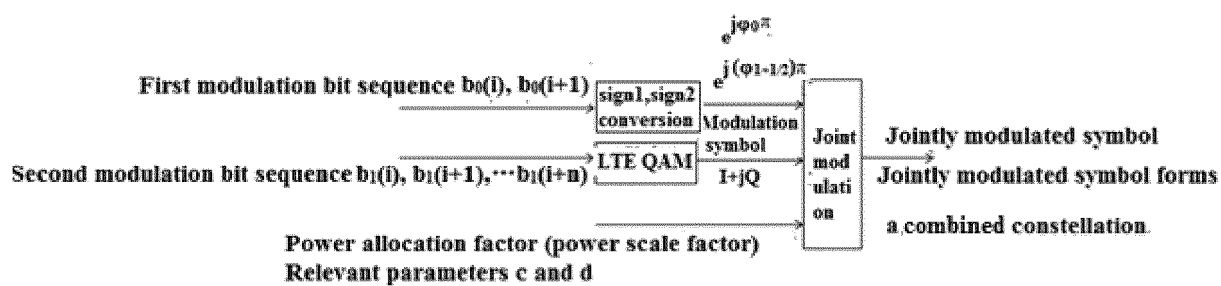 e^{jφ0π}
e^{j(φ1-1/2)π}
First modulation bit sequence b₀(i), b₀(i+1)
sign1,sign2
conversion
Modulation
symbol
I+jQ
LTE QAM
Second modulation bit sequence b₁(i), b₁(i+1),···b₁(i+n)
Power allocation factor (power scale factor)
Relevant parameters c and d
Joint
mod
ulati
on
Jointly modulated symbol
Jointly modulated symbol forms
a combined constellation